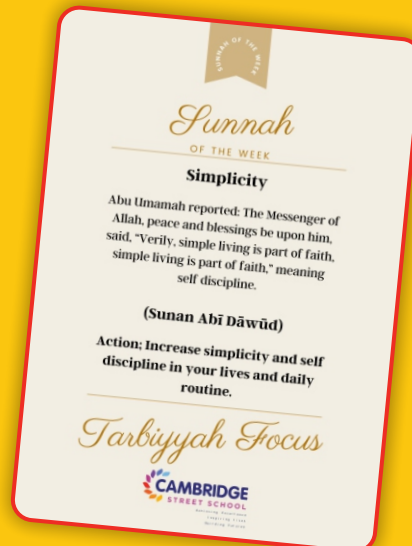 SUNNAH OF THE WEEK
Sunnah
OF THE WEEK
Simplicity
Abu Umamah reported: The Messenger of
Allah, peace and blessings be upon him,
said, “Verily, simple living is part of faith,
simple living is part of faith,” meaning
self discipline.
(Sunan Abī Dāwūd)
Action; Increase simplicity and self
discipline in your lives and daily
routine.
Tarbiyyah Focus
CAMBRIDGE
STREET SCHOOL